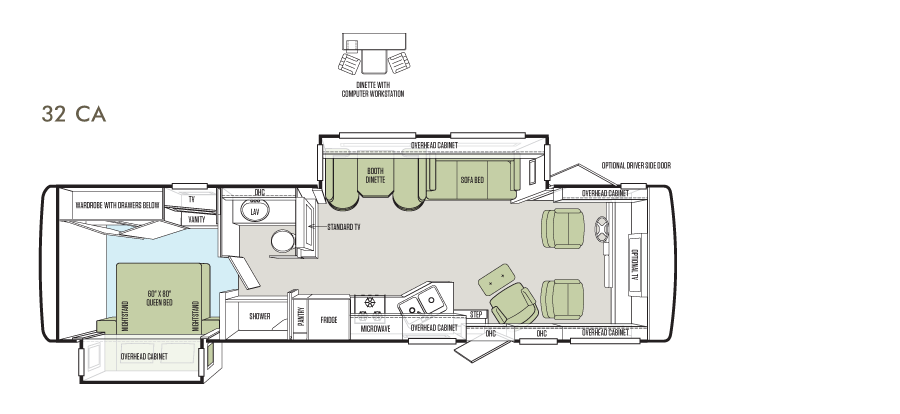 DINETTE WITH
COMPUTER WORKSTATION
32 CA
OVERHEAD CABINET
OPTIONAL DRIVER SIDE DOOR
BOOTH
DINETTE
SOFA BED
OHC
OVERHEAD CABINET
TV
WARDROBE WITH DRAWERS BELOW
LAV
VANITY
STANDARD TV
OPTIONAL TV
60" X 80"
QUEEN BED
NIGHTSTAND
NIGHTSTAND
SHOWER
PANTRY
FRIDGE
STEP
MICROWAVE
OVERHEAD CABINET
OHC
OHC
OVERHEAD CABINET
OVERHEAD CABINET